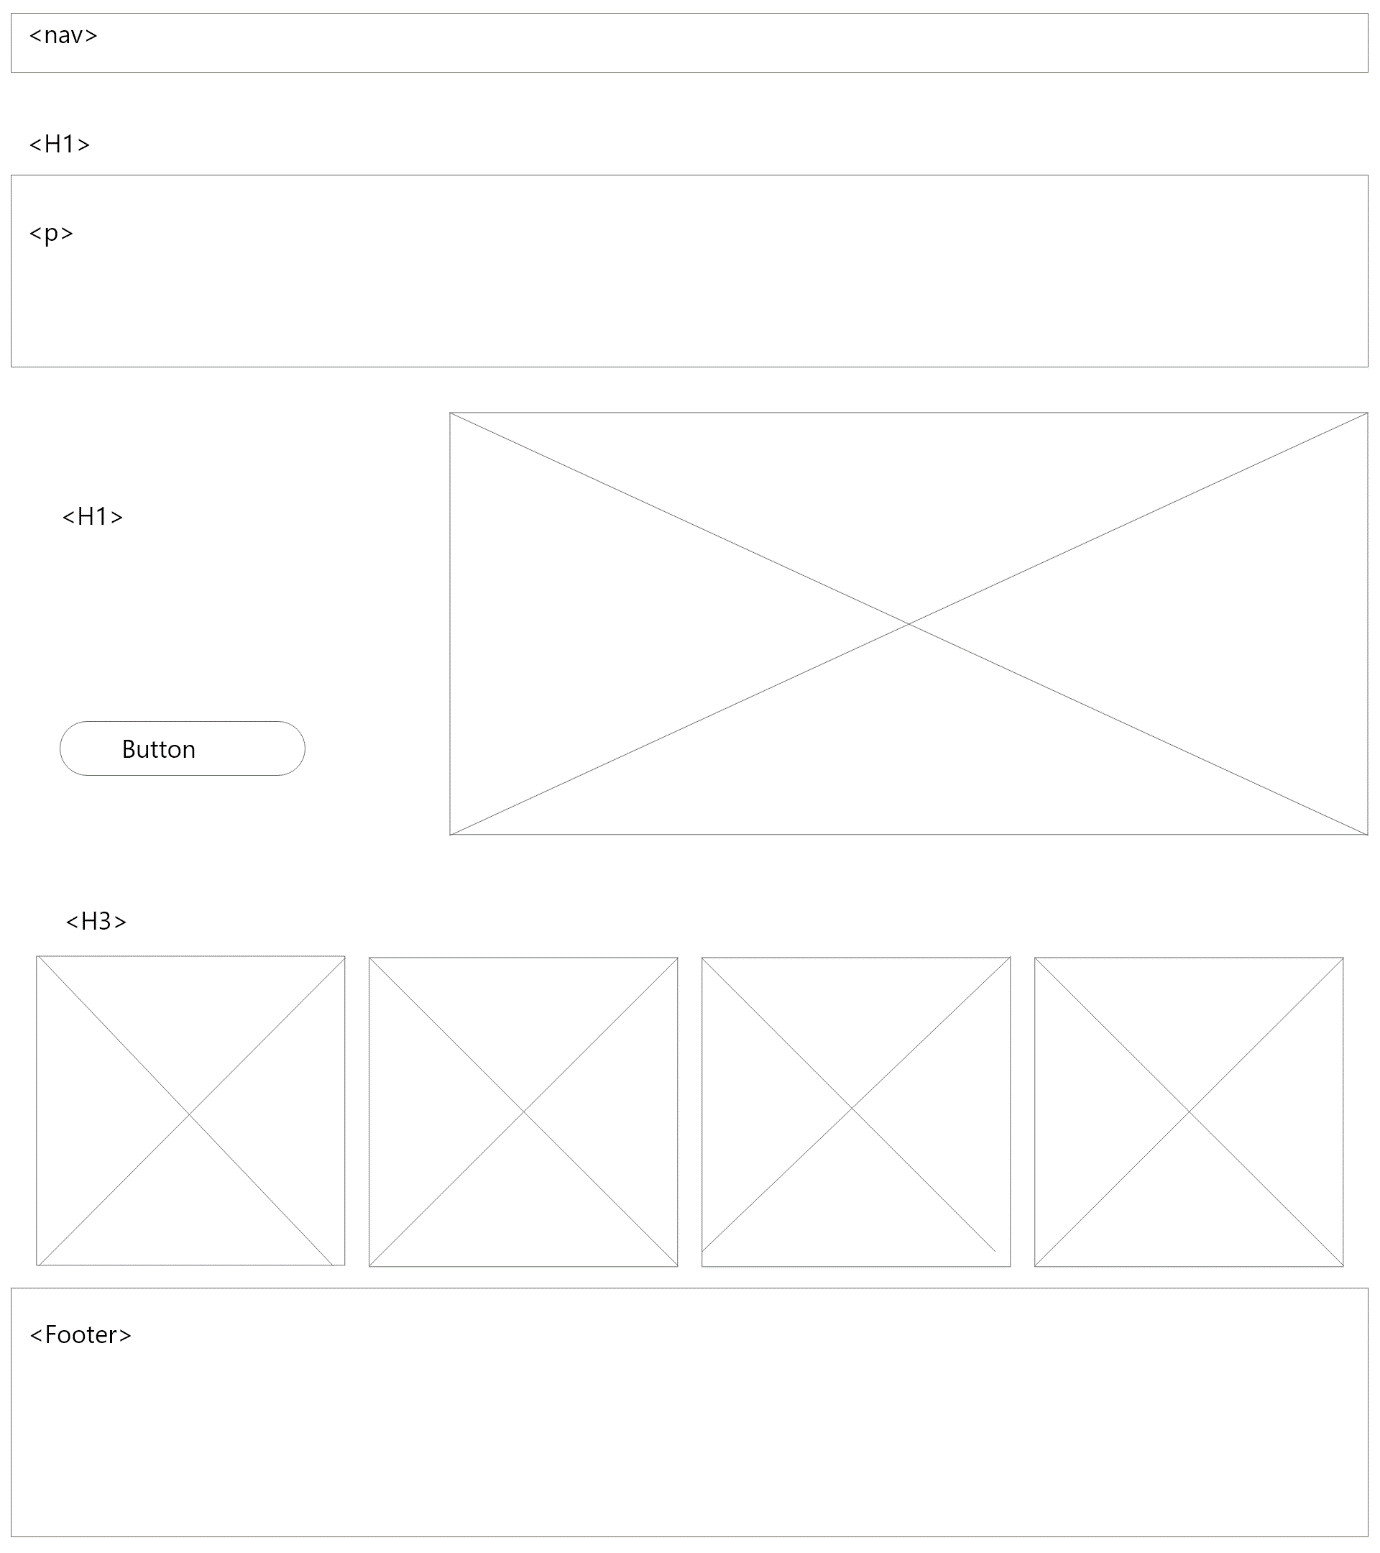 <nav>
<H1>
<p>
<H1>
Button
<H3>
<Footer>